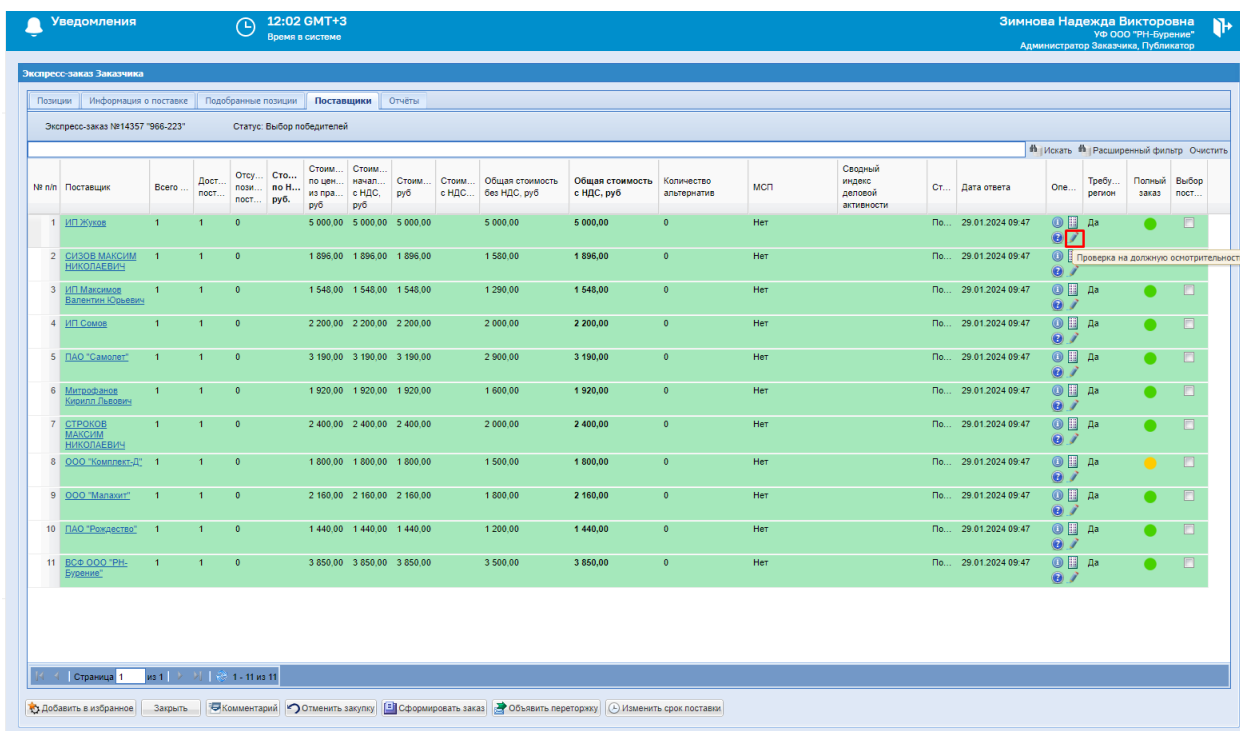 Уведомления
12:02 GMT+3
Время в системе
Зимнова Надежда Викторовна
УФ ООО "РН-Бурение"
Администратор Заказчика, Публикатор
Экспресс-заказ Заказчика
Позиции Информация о поставке Подобранные позиции Поставщики Отчёты
Экспресс-заказ №14357 "966-223" Статус: Выбор победителей
Искать Расширенный фильтр Очистить
№ п/п Поставщик Всего ... Дост... пост... Отсу... пози... пост... Сто... по Н... руб. Стоим... по цен... из пра... руб Стоим... начал... с НДС, руб Стоим... руб Стоим... с НДС... Общая стоимость без НДС, руб Общая стоимость с НДС, руб Количество альтернатив МСП Сводный индекс деловой активности Ст... Дата ответа Опе... Требу... регион Полный заказ Выбор пост...
1 ИП Жуков 1 1 0 5 000,00 5 000,00 5 000,00 5 000,00 5 000,00 0 Нет По... 29.01.2024 09:47 Да
Проверка на должную осмотрительност
2 СИЗОВ МАКСИМ НИКОЛАЕВИЧ 1 1 0 1 896,00 1 896,00 1 896,00 1 580,00 1 896,00 0 Нет По... 29.01.2024 09:47
3 ИП Максимов Валентин Юрьевич 1 1 0 1 548,00 1 548,00 1 548,00 1 290,00 1 548,00 0 Нет По... 29.01.2024 09:47 Да
4 ИП Сомов 1 1 0 2 200,00 2 200,00 2 200,00 2 000,00 2 200,00 0 Нет По... 29.01.2024 09:47 Да
5 ПАО "Самолет" 1 1 0 3 190,00 3 190,00 3 190,00 2 900,00 3 190,00 0 Нет По... 29.01.2024 09:47 Да
6 Митрофанов Кирилл Львович 1 1 0 1 920,00 1 920,00 1 920,00 1 600,00 1 920,00 0 Нет По... 29.01.2024 09:47 Да
7 СТРОКОВ МАКСИМ НИКОЛАЕВИЧ 1 1 0 2 400,00 2 400,00 2 400,00 2 000,00 2 400,00 0 Нет По... 29.01.2024 09:47 Да
8 ООО "Комплект-Д" 1 1 0 1 800,00 1 800,00 1 800,00 1 500,00 1 800,00 0 Нет По... 29.01.2024 09:47 Да
9 ООО "Малахит" 1 1 0 2 160,00 2 160,00 2 160,00 1 800,00 2 160,00 0 Нет По... 29.01.2024 09:47 Да
10 ПАО "Рождество" 1 1 0 1 440,00 1 440,00 1 440,00 1 200,00 1 440,00 0 Нет По... 29.01.2024 09:47 Да
11 ВСФ ООО "РН-Бурение" 1 1 0 3 850,00 3 850,00 3 850,00 3 500,00 3 850,00 0 Нет По... 29.01.2024 09:47 Да
Страница 1 из 1 1 - 11 из 11
Добавить в избранное Закрыть Комментарий Отменить закупку Сформировать заказ Объявить переторжку Изменить срок поставки